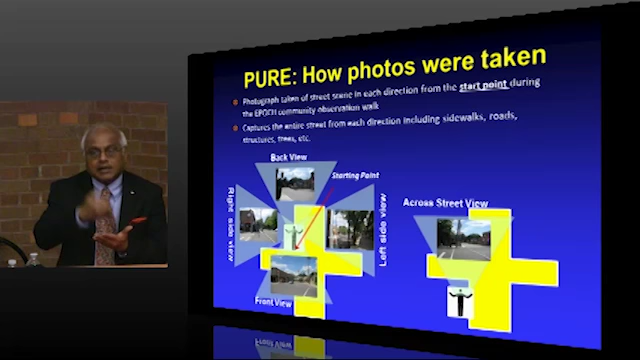 PURE: How photos were taken
Photograph taken of street scene in each direction from the start point during
the EPOCH community observation walk
Captures the entire street from each direction including sidewalks, roads,
structures, trees, etc.
Back View
Starting Point
Right side view
Left side view
Front View
Across Street View